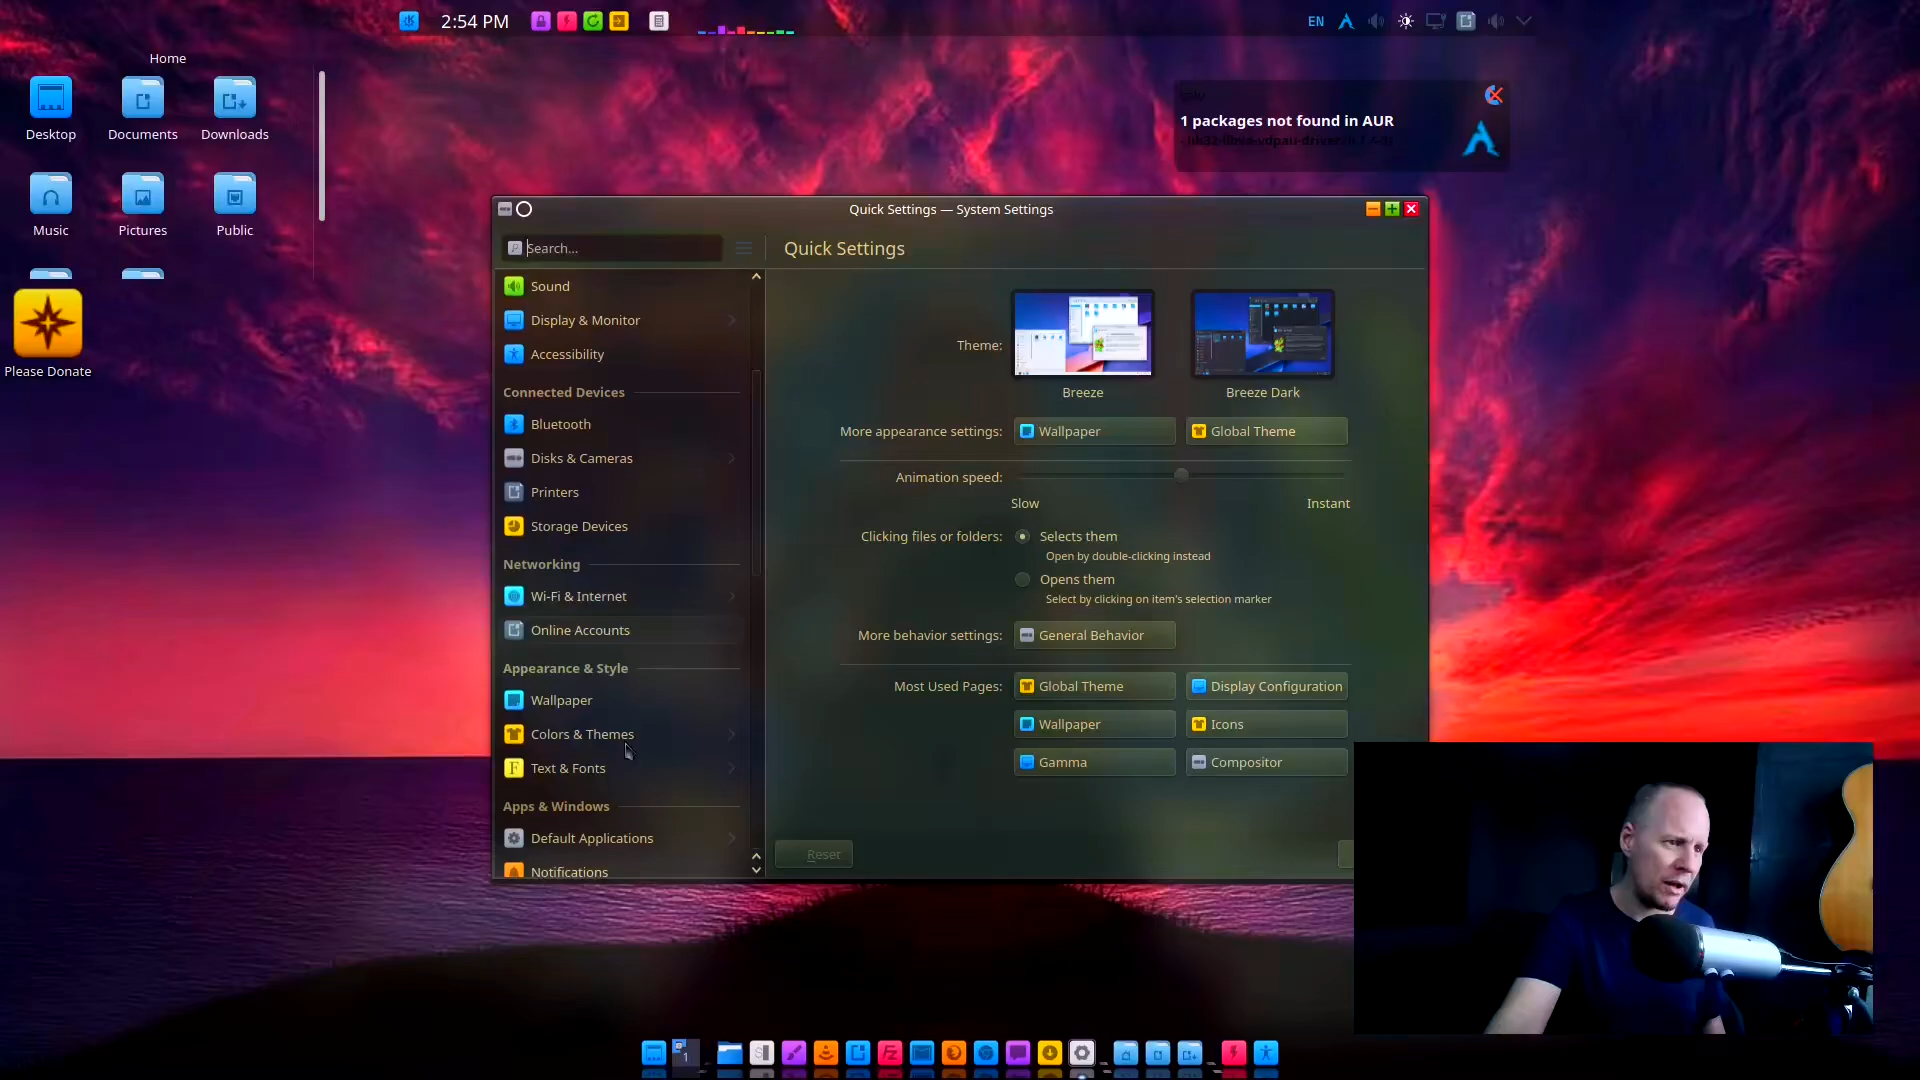 2:54 PM
EN
Home
Desktop
Documents
Downloads
Music
Pictures
Public
Please Donate
1 packages not found in AUR
Quick Settings — System Settings
Search...
Quick Settings
Sound
Display & Monitor
Accessibility
Connected Devices
Bluetooth
Disks & Cameras
Printers
Storage Devices
Networking
Wi-Fi & Internet
Online Accounts
Appearance & Style
Wallpaper
Colors & Themes
Text & Fonts
Apps & Windows
Default Applications
Notifications
Theme:
Breeze
Breeze Dark
More appearance settings:
Wallpaper
Global Theme
Animation speed:
Slow
Instant
Clicking files or folders:
Selects them
Open by double-clicking instead
Opens them
Select by clicking on item's selection marker
More behavior settings:
General Behavior
Most Used Pages:
Global Theme
Display Configuration
Wallpaper
Icons
Gamma
Compositor
Reset
1